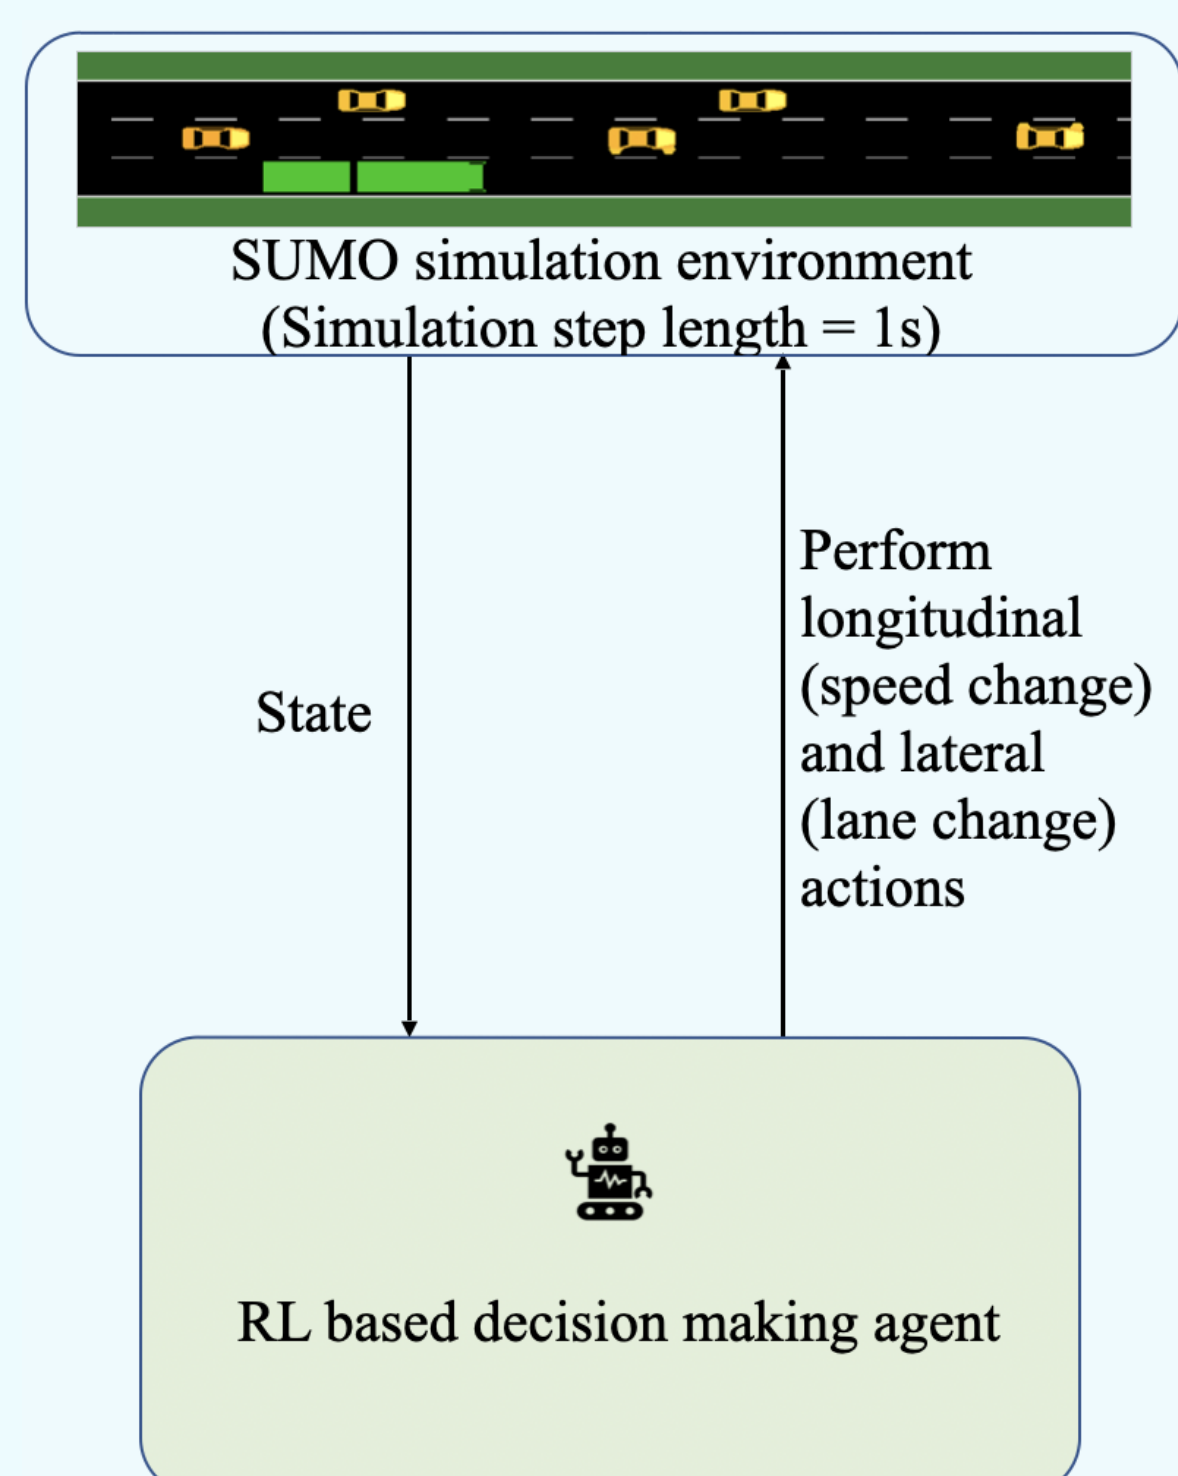 SUMO simulation environment
(Simulation step length = 1s)
State
Perform
longitudinal
(speed change)
and lateral
(lane change)
actions
RL based decision making agent